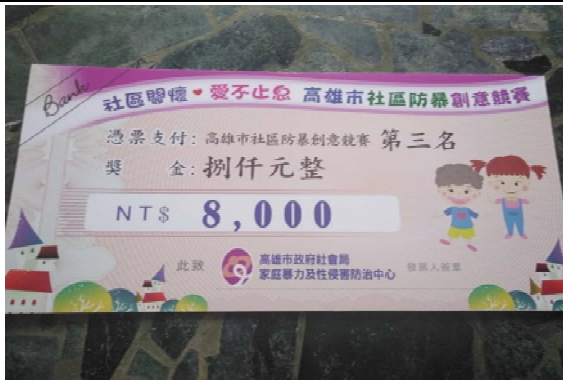 Bank
社區關懷♥愛不止息 高雄市社區防暴創意競賽
憑票支付：高雄市社區防暴創意競賽 第三名
獎 金：捌仟元整
NT$ 8,000
此致 高雄市政府社會局 發票人簽章
家庭暴力及性侵害防治中心